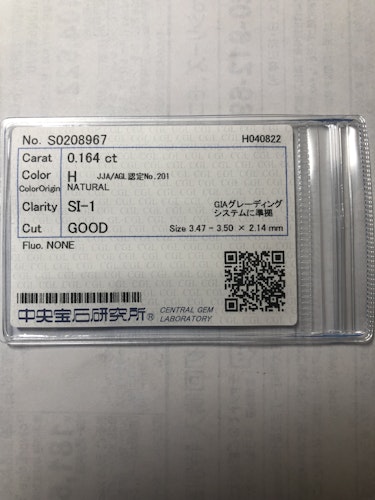 No. S0208967 H040822
Carat 0.164 ct
Color H JJA/AGL認定No.201
ColorOrigin NATURAL
Clarity SI-1 GIAグレーディング
システムに準拠
Cut GOOD Size 3.47 - 3.50 × 2.14 mm
Fluo. NONE
中央宝石研究所® CENTRAL GEM
LABORATORY